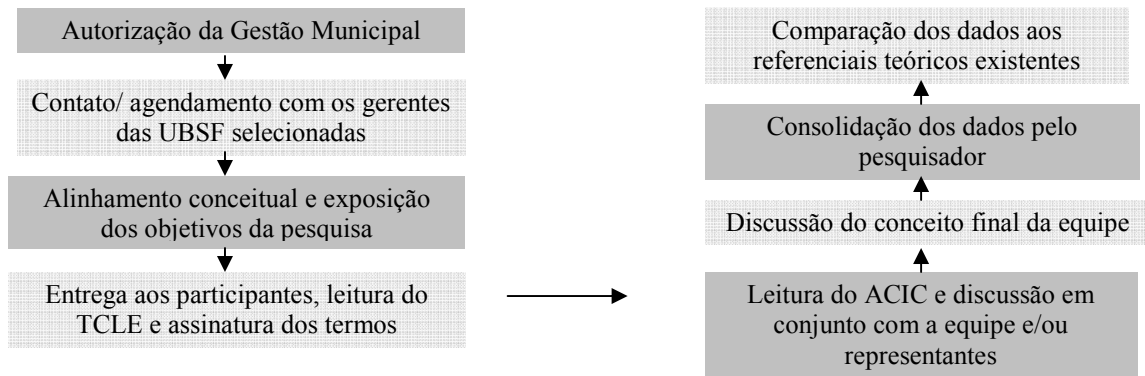 Autorização da Gestão Municipal
Contato/ agendamento com os gerentes
das UBSF selecionadas
Alinhamento conceitual e exposição
dos objetivos da pesquisa
Entrega aos participantes, leitura do
TCLE e assinatura dos termos
Leitura do ACIC e discussão em
conjunto com a equipe e/ou
representantes
Discussão do conceito final da equipe
Consolidação dos dados pelo
pesquisador
Comparação dos dados aos
referenciais teóricos existentes